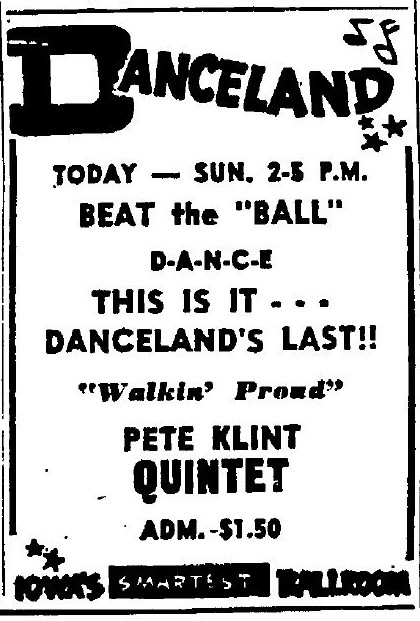 DANCELAND
TODAY — SUN. 2-5 P.M.
BEAT the "BALL"
D-A-N-C-E
THIS IS IT - - -
DANCELAND'S LAST!!
"Walkin' Proud"
PETE KLINT
QUINTET
ADM.-$1.50
IOWA'S SMARTEST BALLROOM